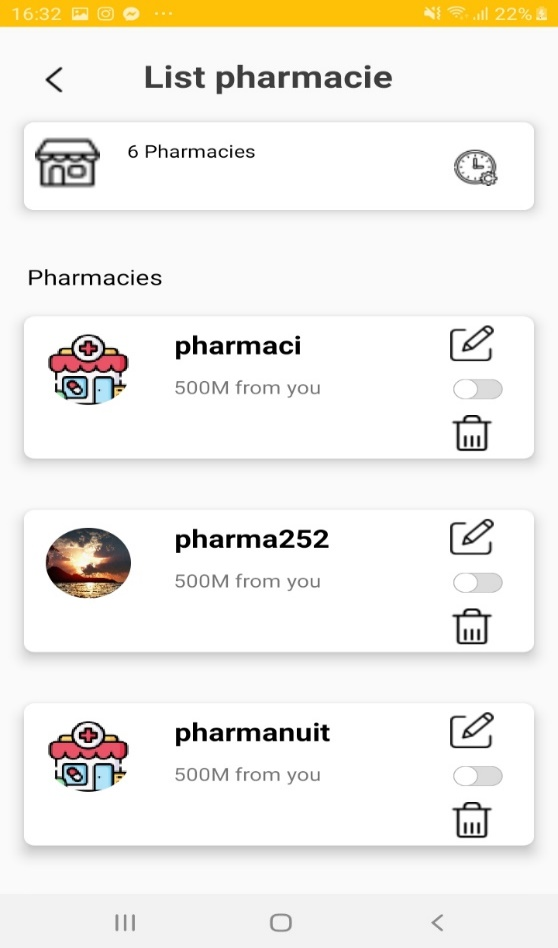 16:32 ... 22%
List pharmacie
6 Pharmacies
Pharmacies
pharmaci
500M from you
pharma252
500M from you
pharmanuit
500M from you